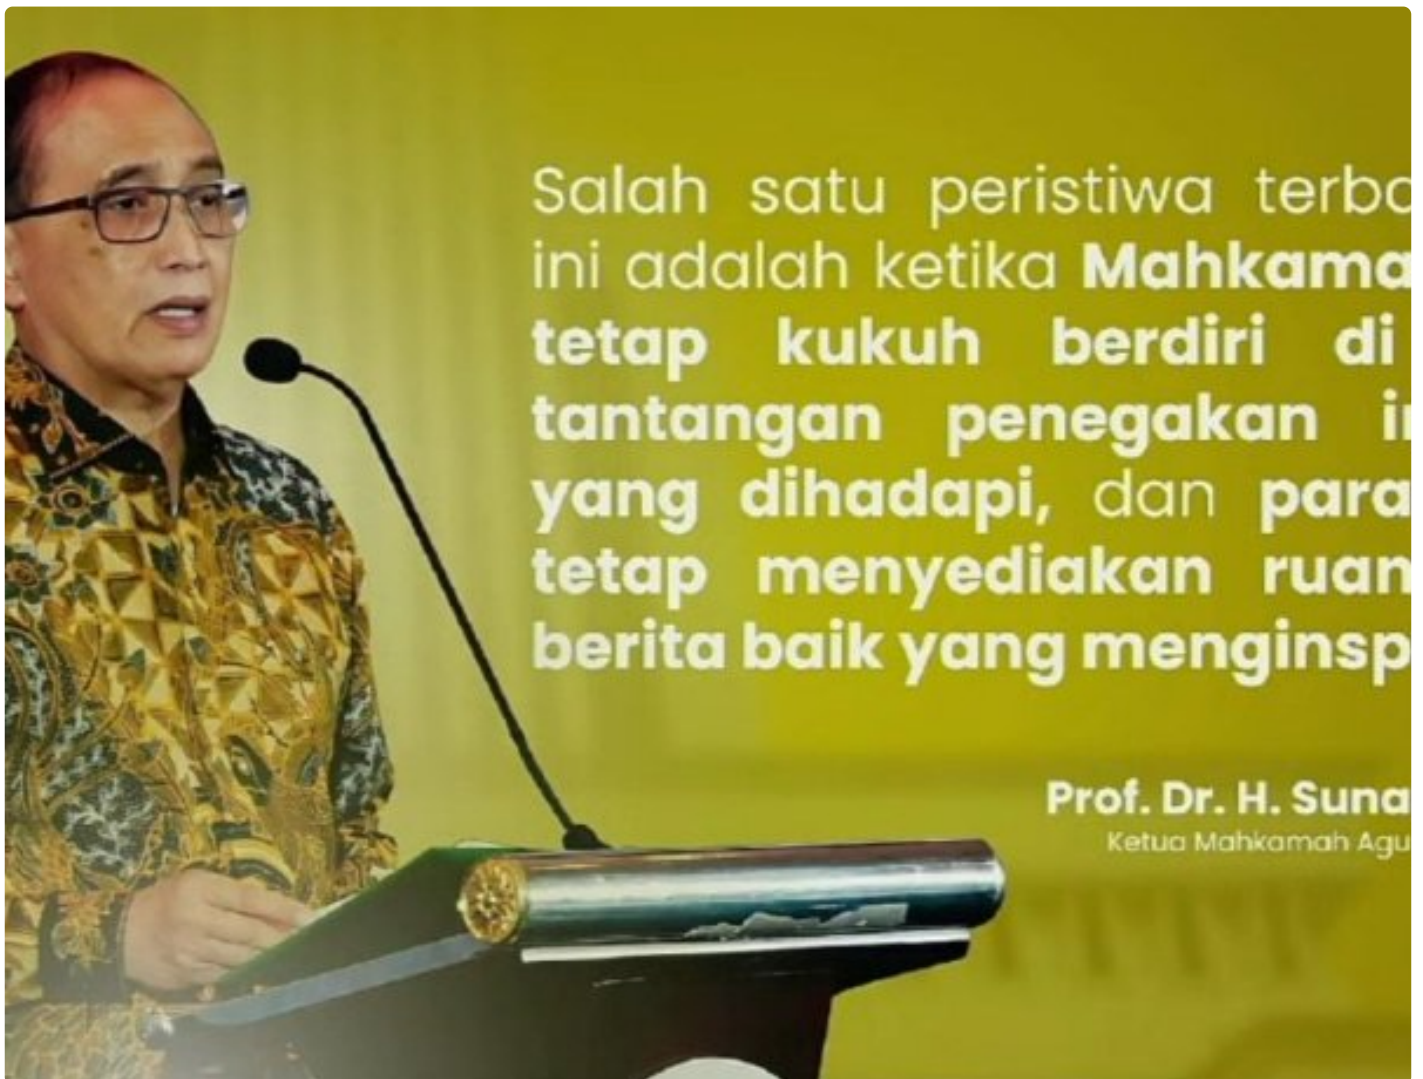 Salah satu peristiwa terba
ini adalah ketika Mahkama
tetap kukuh berdiri di
tantangan penegakan in
yang dihadapi, dan para
tetap menyediakan ruan
berita baik yang menginsp
Prof. Dr. H. Suna
Ketua Mahkamah Agu